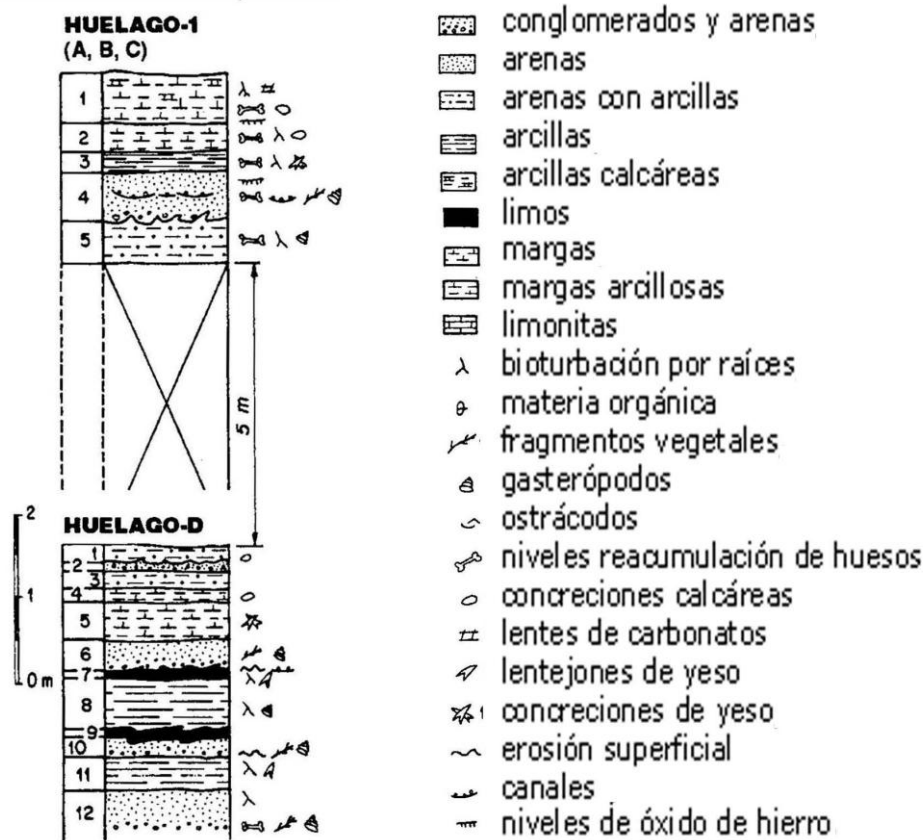 HUELAGO-1
(A, B, C)
1
2
3
4
5
5 m
HUELAGO-D
2
1
0 m
1
2
3
4
5
6
7
8
9
10
11
12
conglomerados y arenas
arenas
arenas con arcillas
arcillas
arcillas calcáreas
limos
margas
margas arcillosas
limonitas
bioturbación por raíces
materia orgánica
fragmentos vegetales
gasterópodos
ostrácodos
niveles reacumulación de huesos
concreciones calcáreas
lentes de carbonatos
lentejones de yeso
concreciones de yeso
erosión superficial
canales
niveles de óxido de hierro